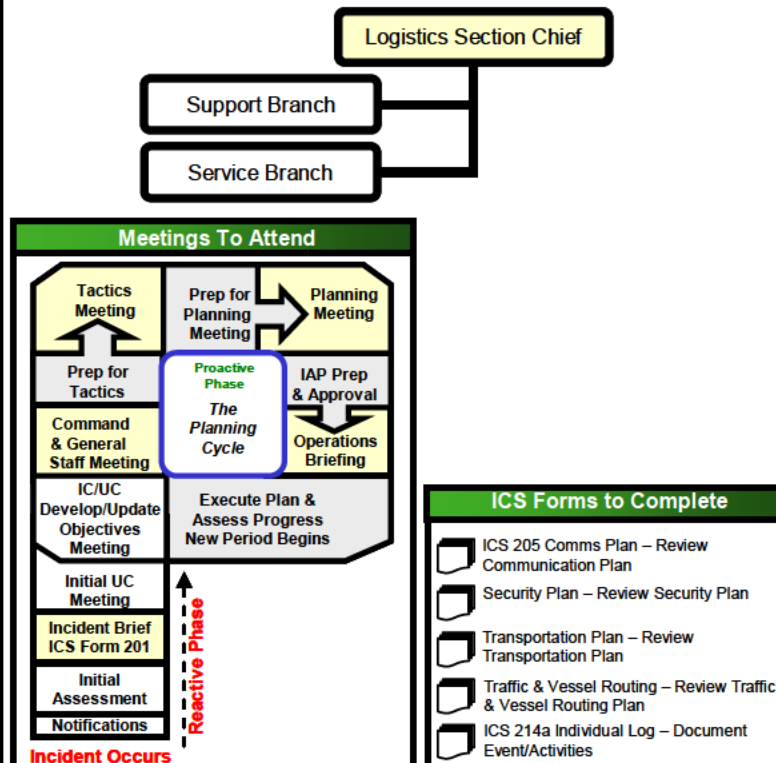 Logistics Section Chief
Support Branch
Service Branch
Meetings To Attend
Tactics
Meeting
Prep for
Planning
Meeting
Planning
Meeting
Prep for
Tactics
Proactive
Phase
The
Planning
Cycle
IAP Prep
& Approval
Command
& General
Staff Meeting
Operations
Briefing
IC/UC
Develop/Update
Objectives
Meeting
Execute Plan &
Assess Progress
New Period Begins
Initial UC
Meeting
Incident Brief
ICS Form 201
Initial
Assessment
Notifications
Reactive Phase
Incident Occurs
ICS Forms to Complete
ICS 205 Comms Plan – Review
Communication Plan
Security Plan – Review Security Plan
Transportation Plan – Review
Transportation Plan
Traffic & Vessel Routing – Review Traffic
& Vessel Routing Plan
ICS 214a Individual Log – Document
Event/Activities